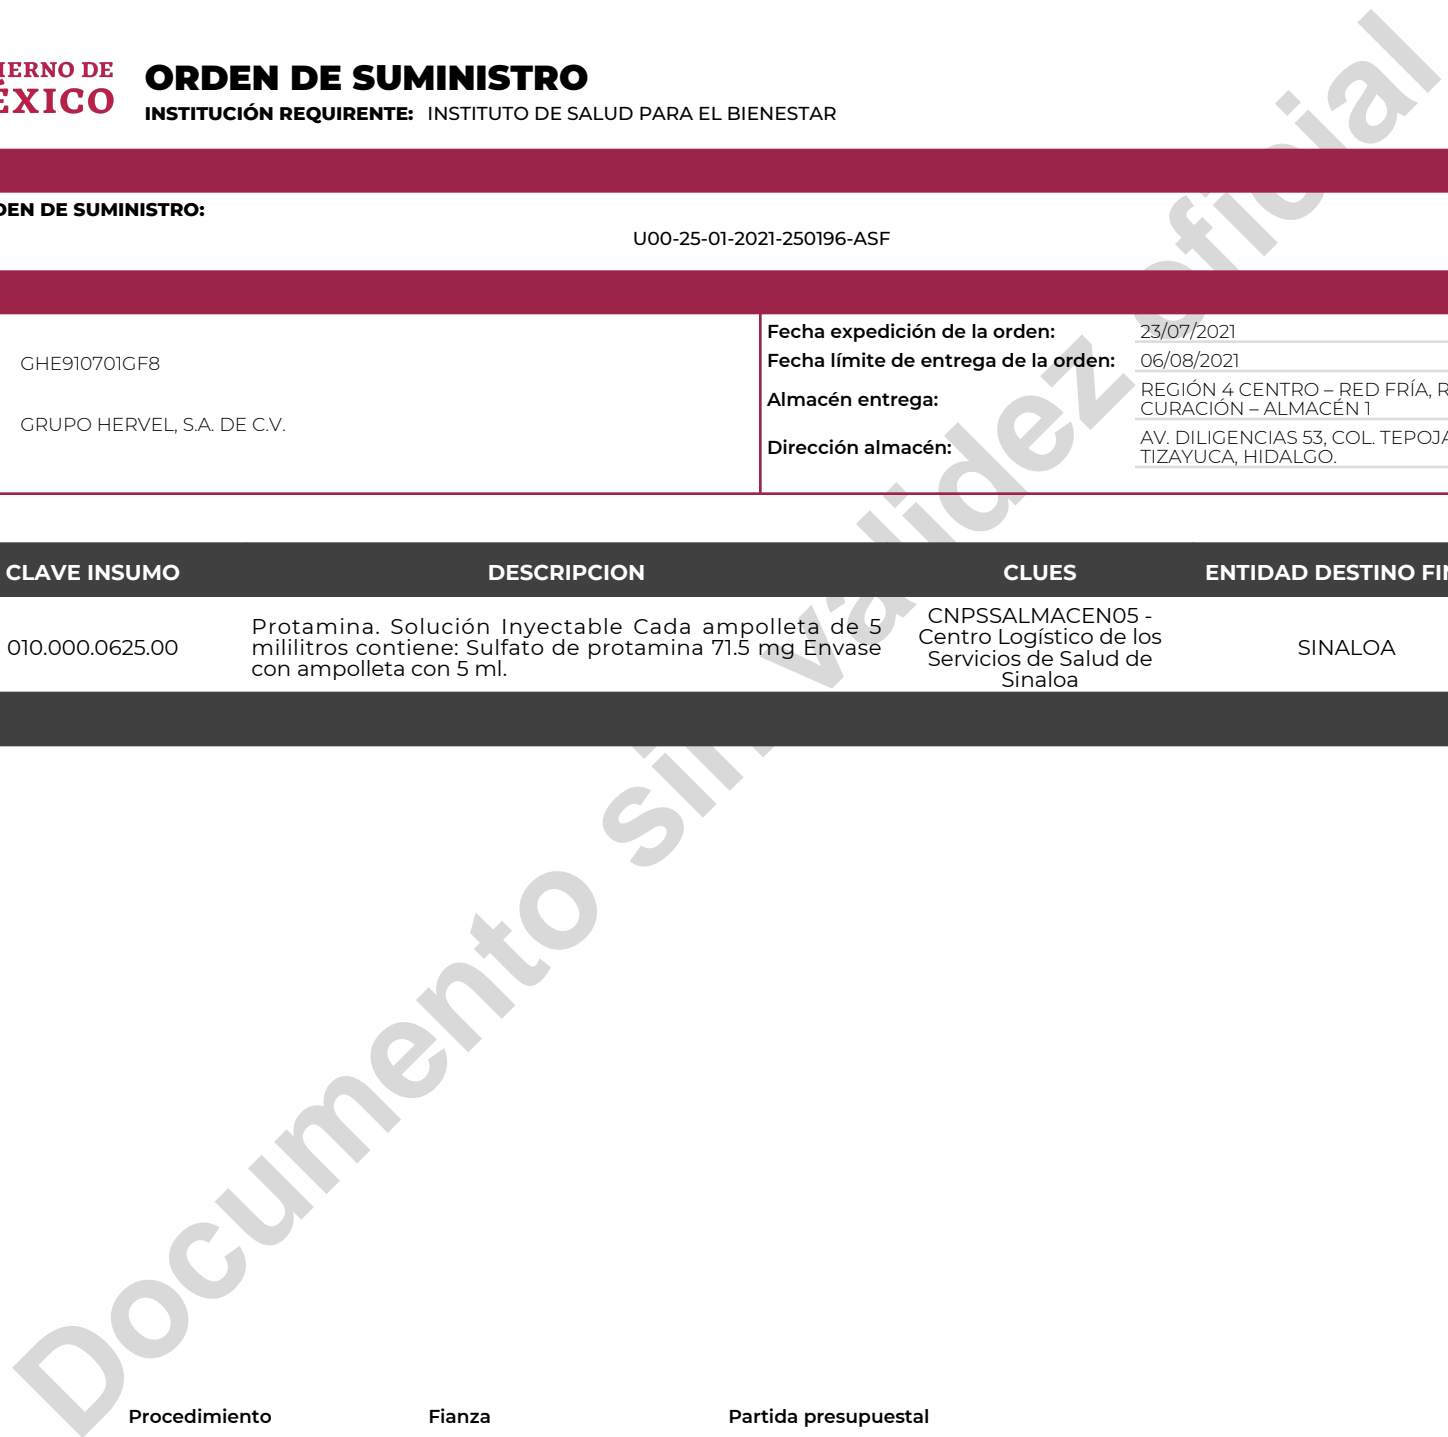 IERNO DE
ÉXICO
ORDEN DE SUMINISTRO
INSTITUCIÓN REQUIRENTE: INSTITUTO DE SALUD PARA EL BIENESTAR
DEN DE SUMINISTRO:
U00-25-01-2021-250196-ASF
GHE910701GF8
GRUPO HERVEL, S.A. DE C.V.
Fecha expedición de la orden: 23/07/2021
Fecha límite de entrega de la orden: 06/08/2021
Almacén entrega: REGIÓN 4 CENTRO – RED FRÍA, R
CURACIÓN – ALMACÉN 1
Dirección almacén: AV. DILIGENCIAS 53, COL. TEPOJA
TIZAYUCA, HIDALGO.
CLAVE INSUMO DESCRIPCION CLUES ENTIDAD DESTINO FIN
010.000.0625.00
Protamina. Solución Inyectable Cada ampolleta de 5
mililitros contiene: Sulfato de protamina 71.5 mg Envase
con ampolleta con 5 ml.
CNPSSALMACEN05 -
Centro Logístico de los
Servicios de Salud de
Sinaloa
SINALOA
Documento sin validez oficial
Procedimiento Fianza Partida presupuestal